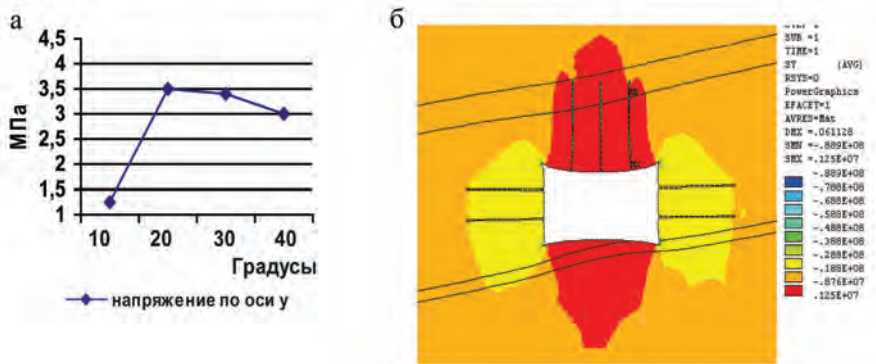 а
4,5
4
3,5
3
2,5
2
1,5
1
МПа
10 20 30 40
Градусы
напряжение по оси y
б
SUB =1
TIME=1
SY (AVG)
RSYS=0
PowerGraphics
EFACET=1
AVRES=Mat
DMX =.061128
SMN =-.889E+08
SMX =.125E+07
-.889E+08
-.788E+08
-.688E+08
-.588E+08
-.488E+08
-.388E+08
-.288E+08
-.188E+08
-.876E+07
.125E+07